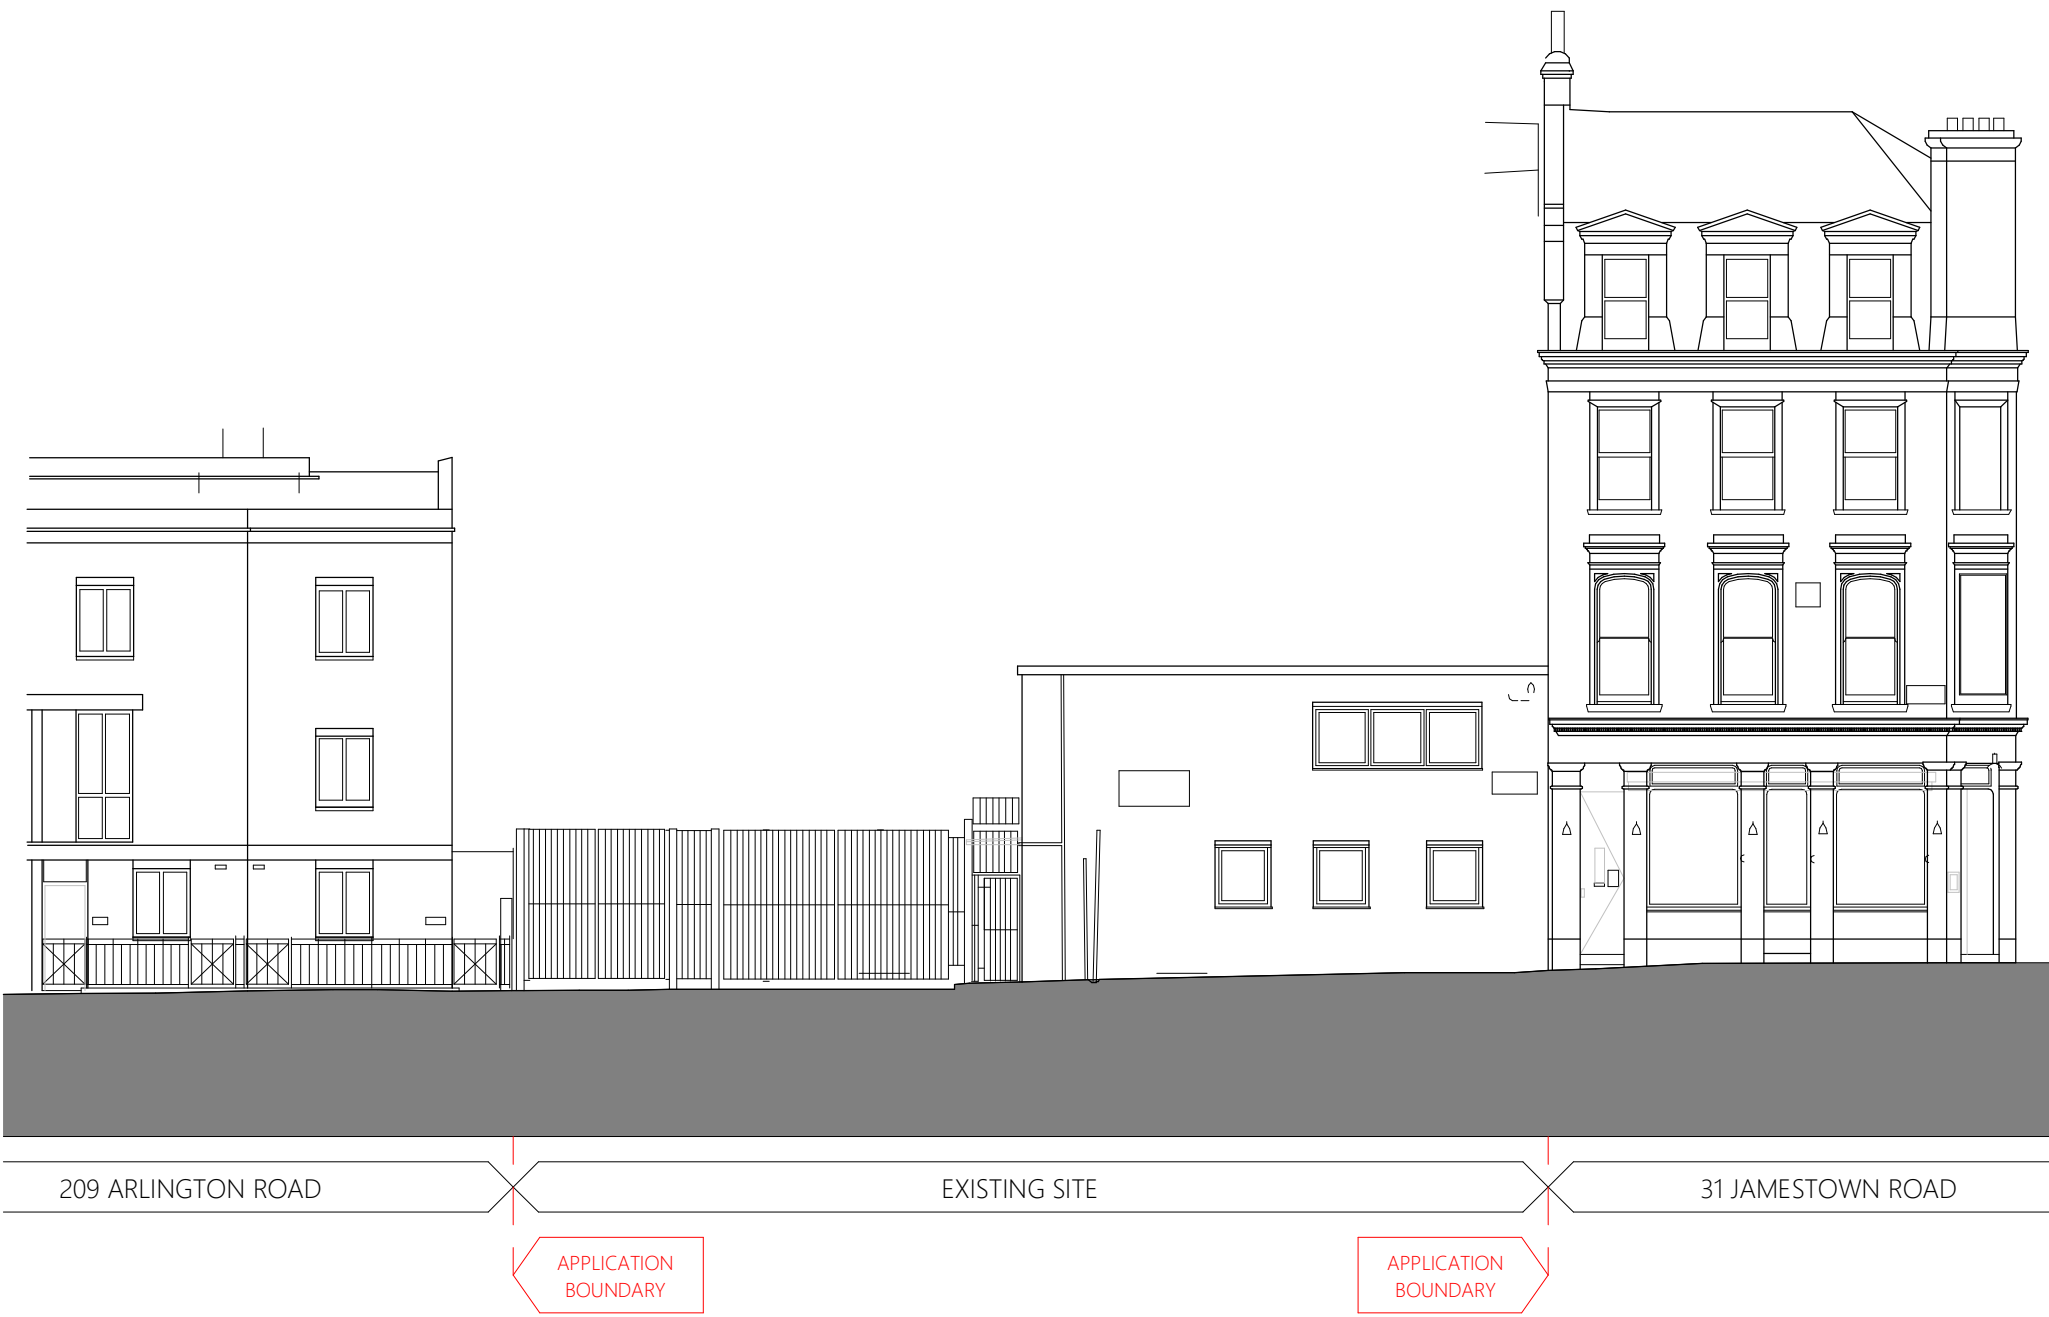 209 ARLINGTON ROAD
EXISTING SITE
31 JAMESTOWN ROAD
APPLICATION
BOUNDARY
APPLICATION
BOUNDARY